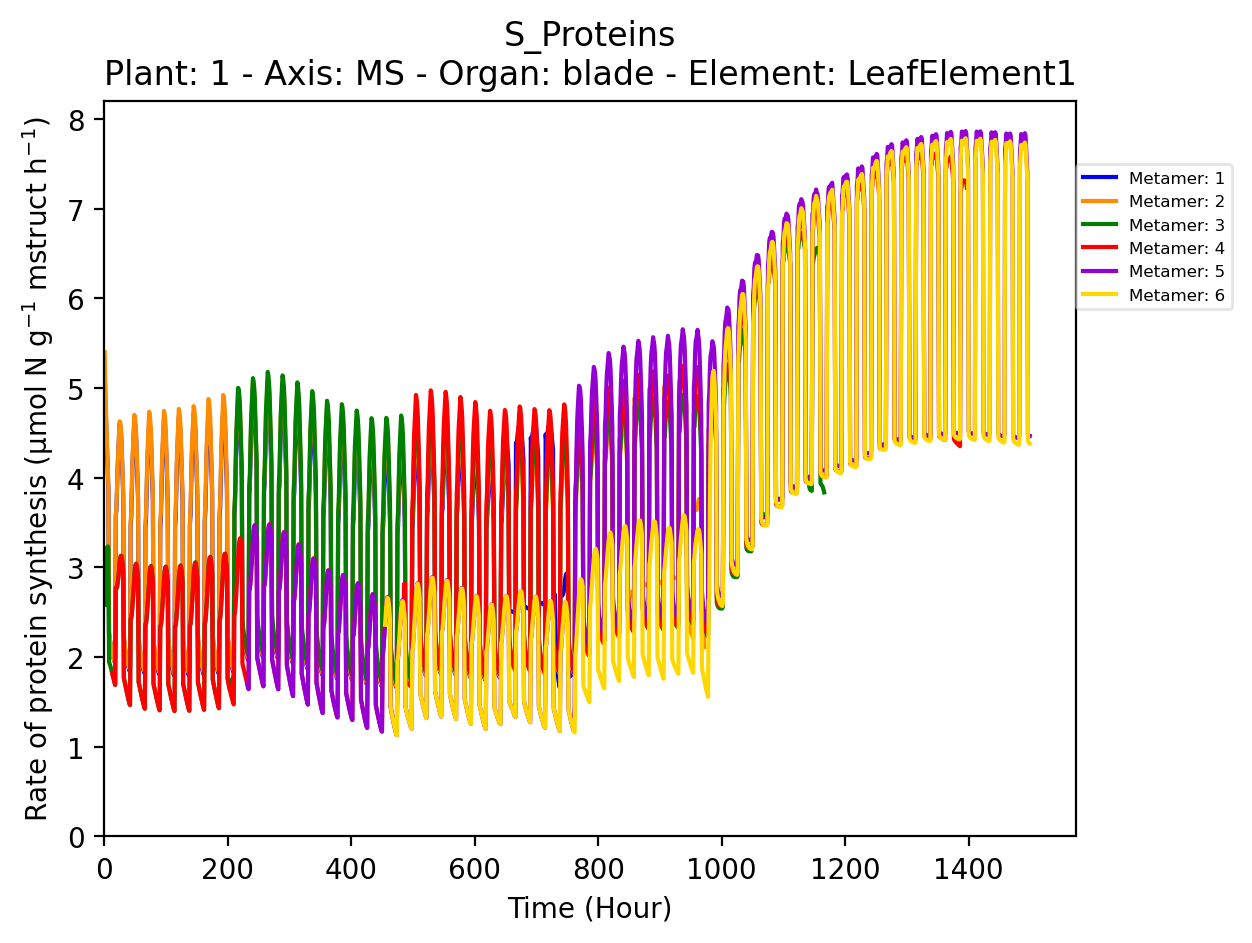 S_Proteins
Plant: 1 - Axis: MS - Organ: blade - Element: LeafElement1
Rate of protein synthesis (µmol N g⁻¹ mstruct h⁻¹)
8
7
6
5
4
3
2
1
0
0 200 400 600 800 1000 1200 1400
Time (Hour)
Metamer: 1
Metamer: 2
Metamer: 3
Metamer: 4
Metamer: 5
Metamer: 6